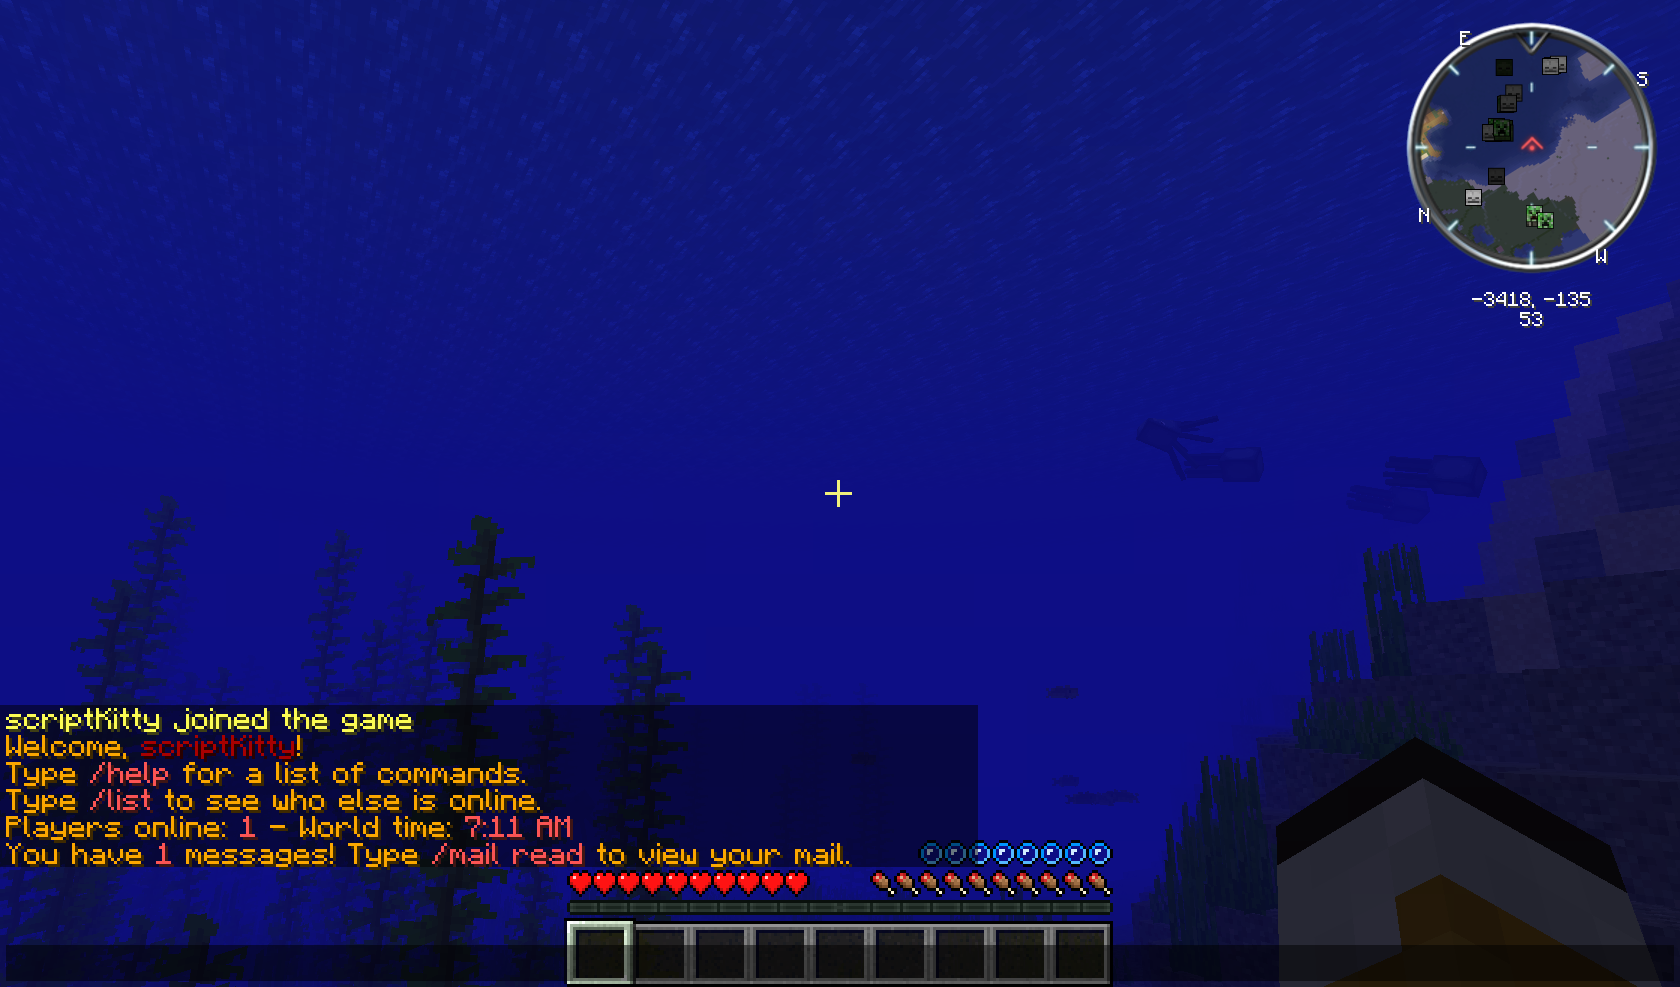 E
S
N
W
-3418, -135
53
scriptKitty joined the game
Welcome, scriptKitty!
Type /help for a list of commands.
Type /list to see who else is online.
Players online: 1 - World time: 7:11 AM
You have 1 messages! Type /mail read to view your mail.